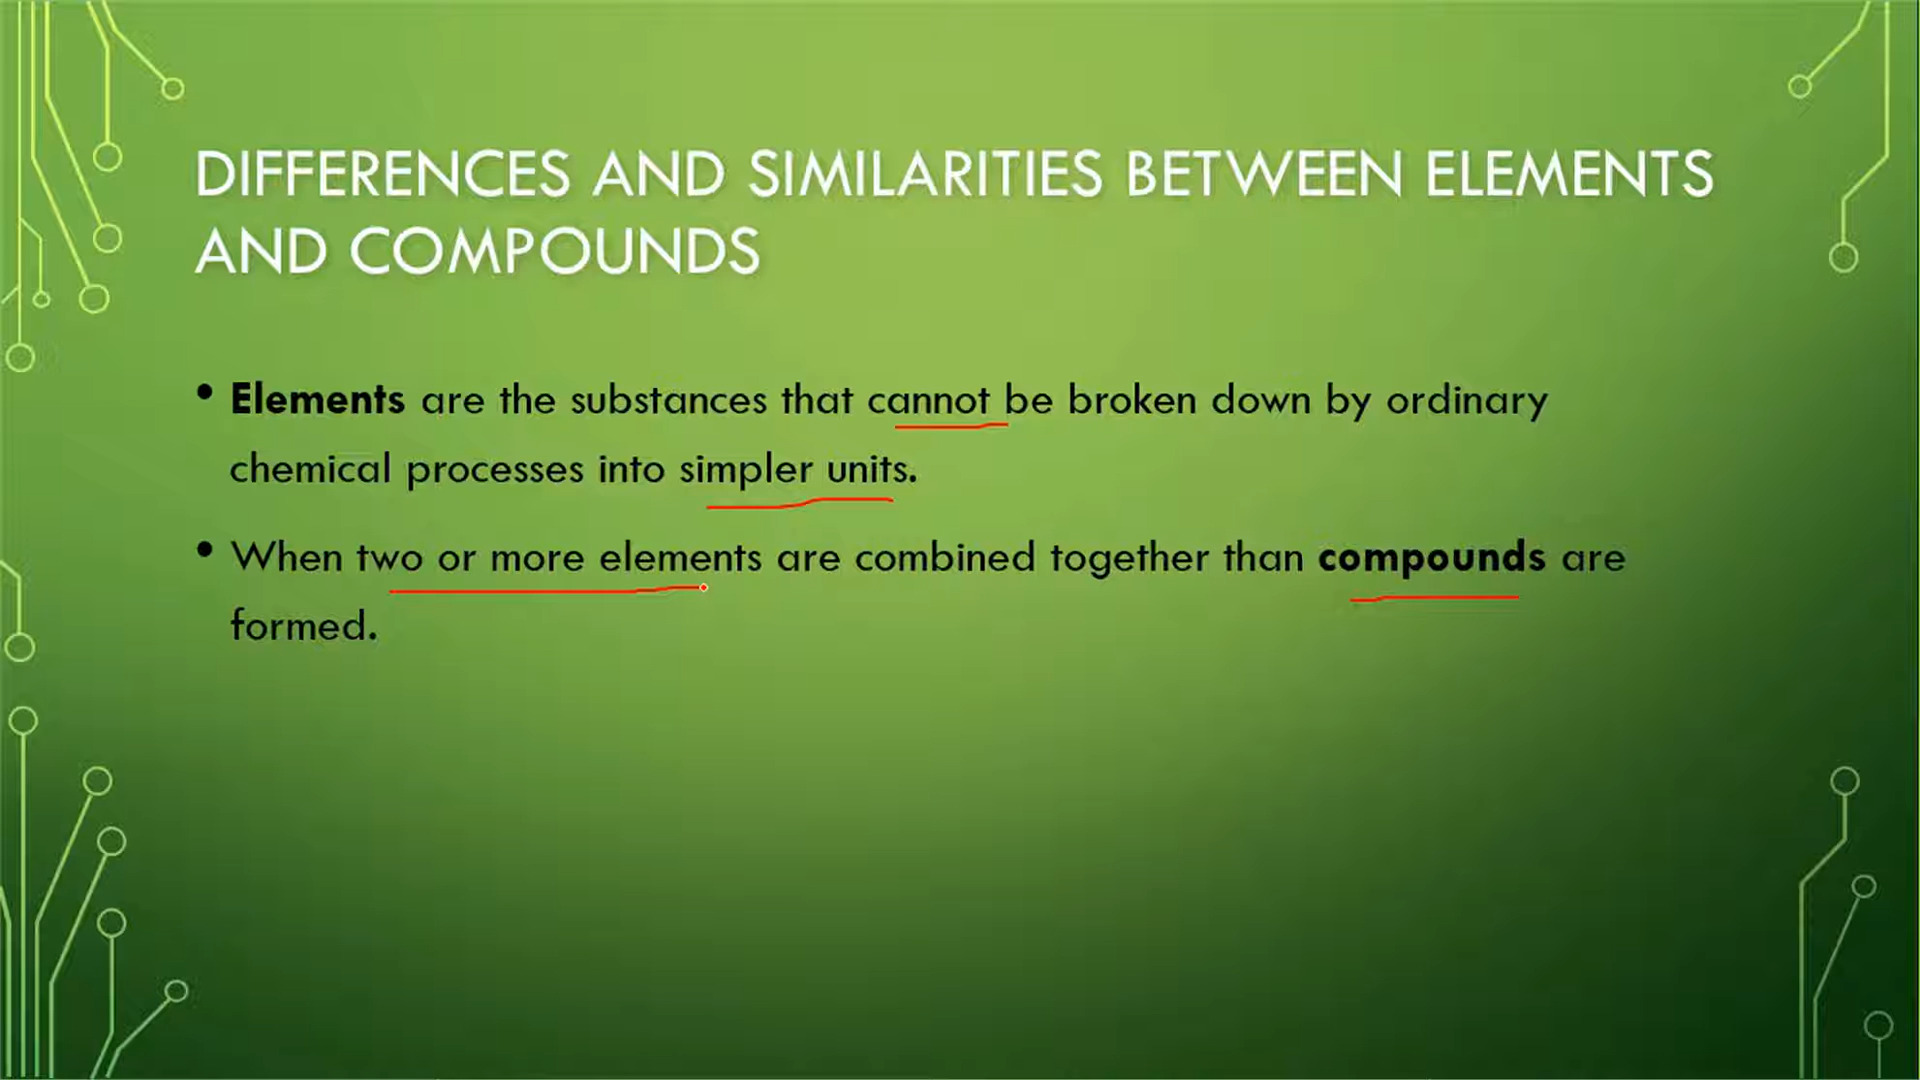 DIFFERENCES AND SIMILARITIES BETWEEN ELEMENTS
AND COMPOUNDS
• Elements are the substances that cannot be broken down by ordinary
chemical processes into simpler units.
• When two or more elements are combined together than compounds are
formed.